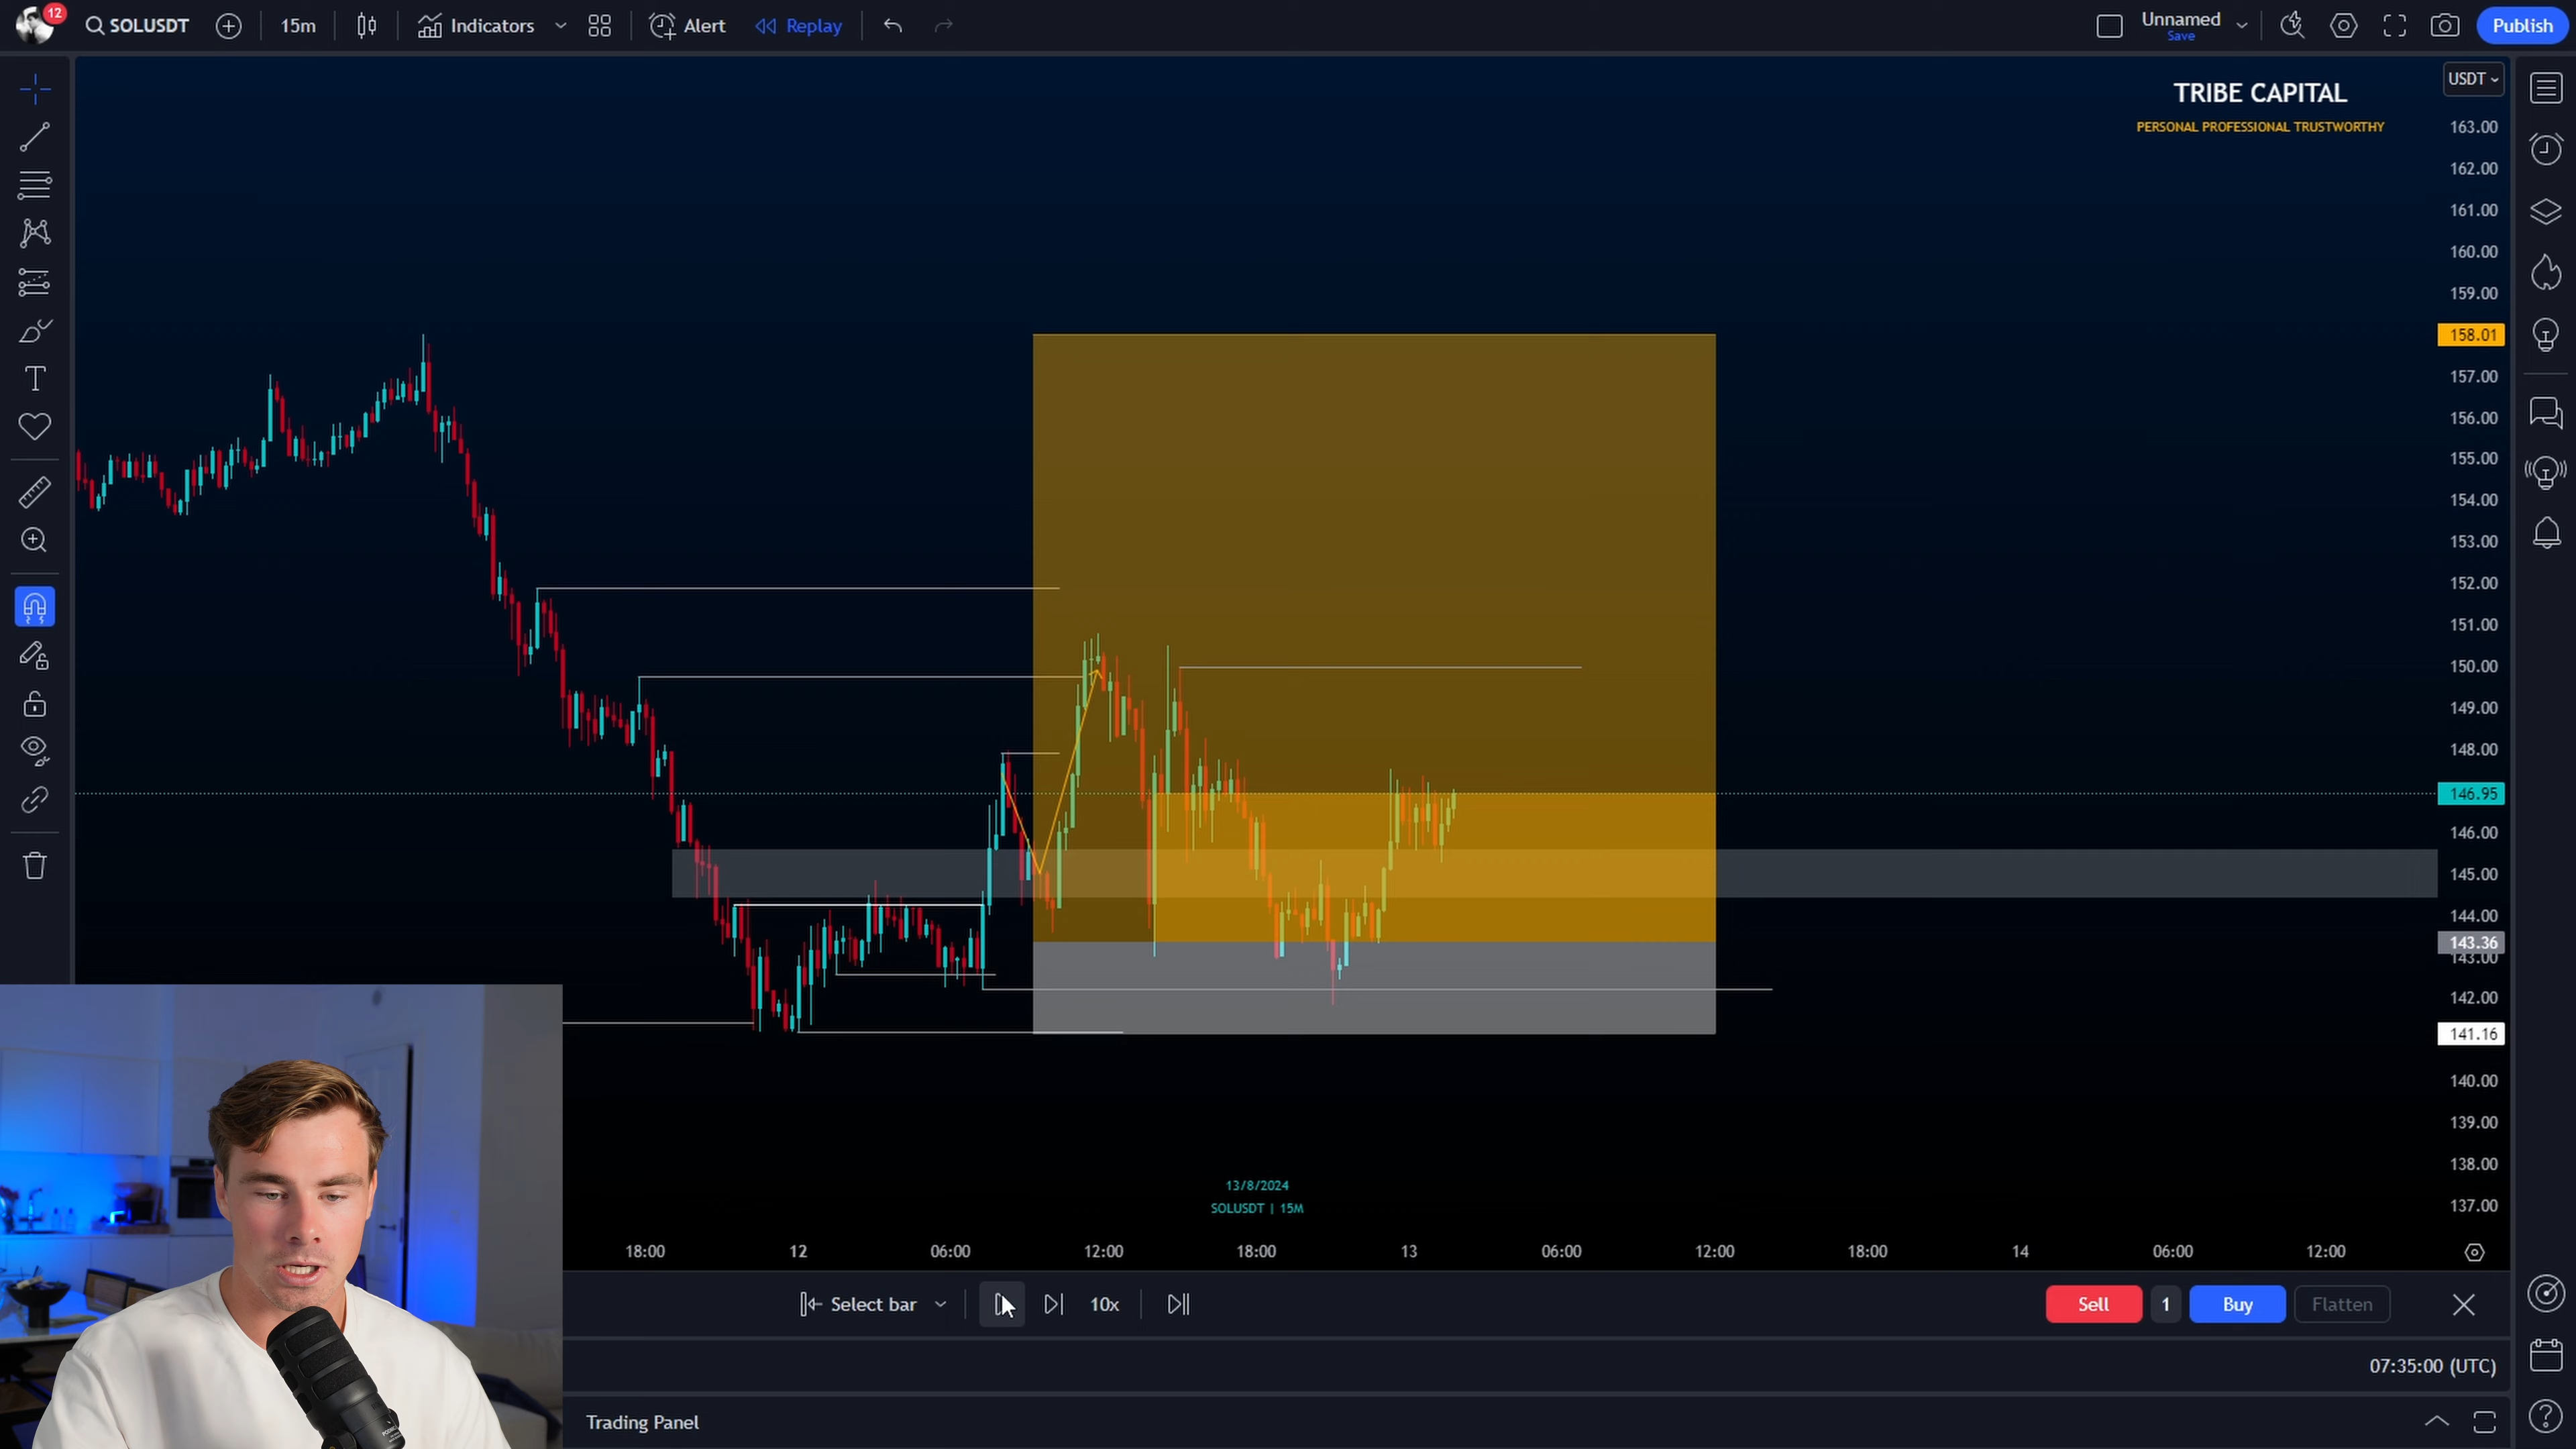 12
SOLUSDT
15m
Indicators
Alert
Replay
Unnamed
Save
Publish
TRIBE CAPITAL
PERSONAL PROFESSIONAL TRUSTWORTHY
USDT
163.00
162.00
161.00
160.00
159.00
158.01
157.00
156.00
155.00
154.00
153.00
152.00
151.00
150.00
149.00
148.00
146.95
146.00
145.00
144.00
143.36
143.00
142.00
141.16
140.00
139.00
138.00
137.00
13/8/2024
SOLUSDT | 15M
18:00
12
06:00
12:00
18:00
13
06:00
12:00
18:00
14
06:00
12:00
Select bar
10x
Sell
1
Buy
Flatten
07:35:00 (UTC)
Trading Panel